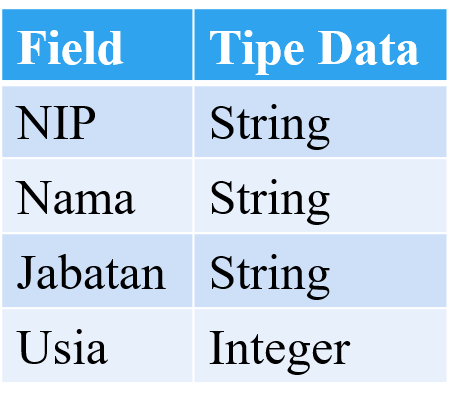 Field Tipe Data
NIP String
Nama String
Jabatan String
Usia Integer